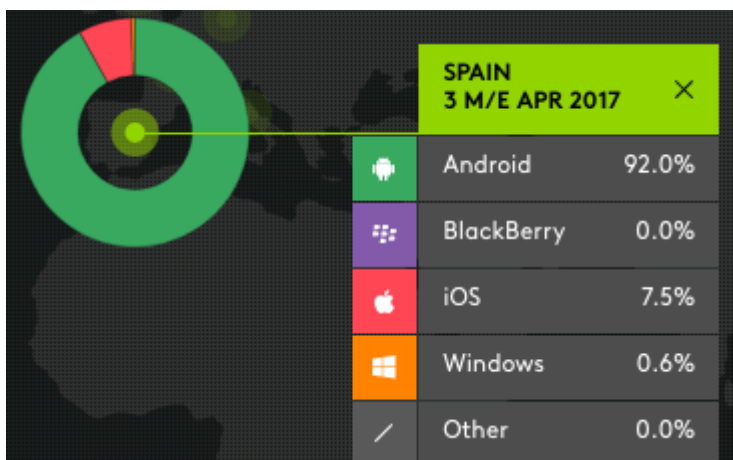 SPAIN
3 M/E APR 2017
Android 92.0%
BlackBerry 0.0%
iOS 7.5%
Windows 0.6%
Other 0.0%